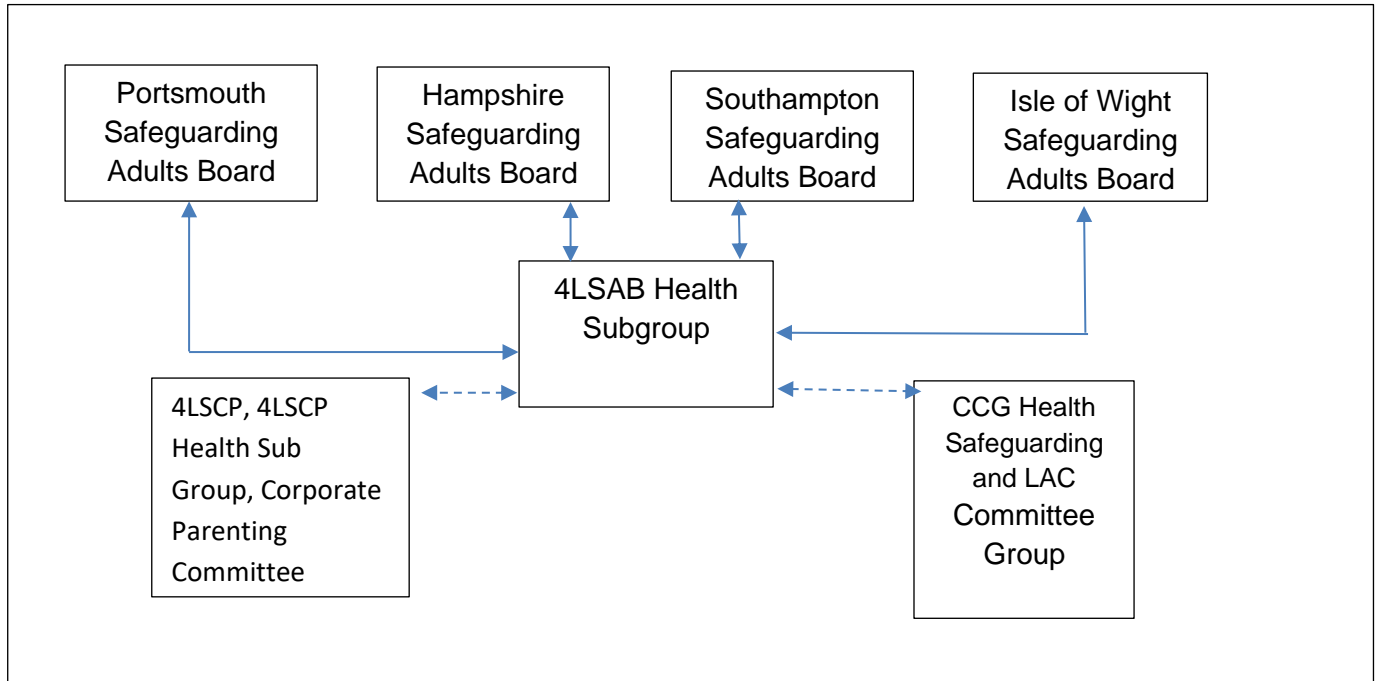 Portsmouth
Safeguarding
Adults Board
Hampshire
Safeguarding
Adults Board
Southampton
Safeguarding
Adults Board
Isle of Wight
Safeguarding
Adults Board
4LSAB Health
Subgroup
4LSCP, 4LSCP
Health Sub
Group, Corporate
Parenting
Committee
CCG Health
Safeguarding
and LAC
Committee
Group